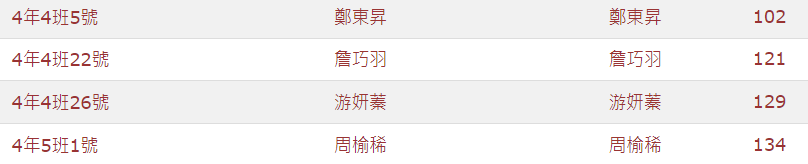 4年4班5號 鄭東昇 鄭東昇 102
4年4班22號 詹巧羽 詹巧羽 121
4年4班26號 游妍蓁 游妍蓁 129
4年5班1號 周榆稀 周榆稀 134